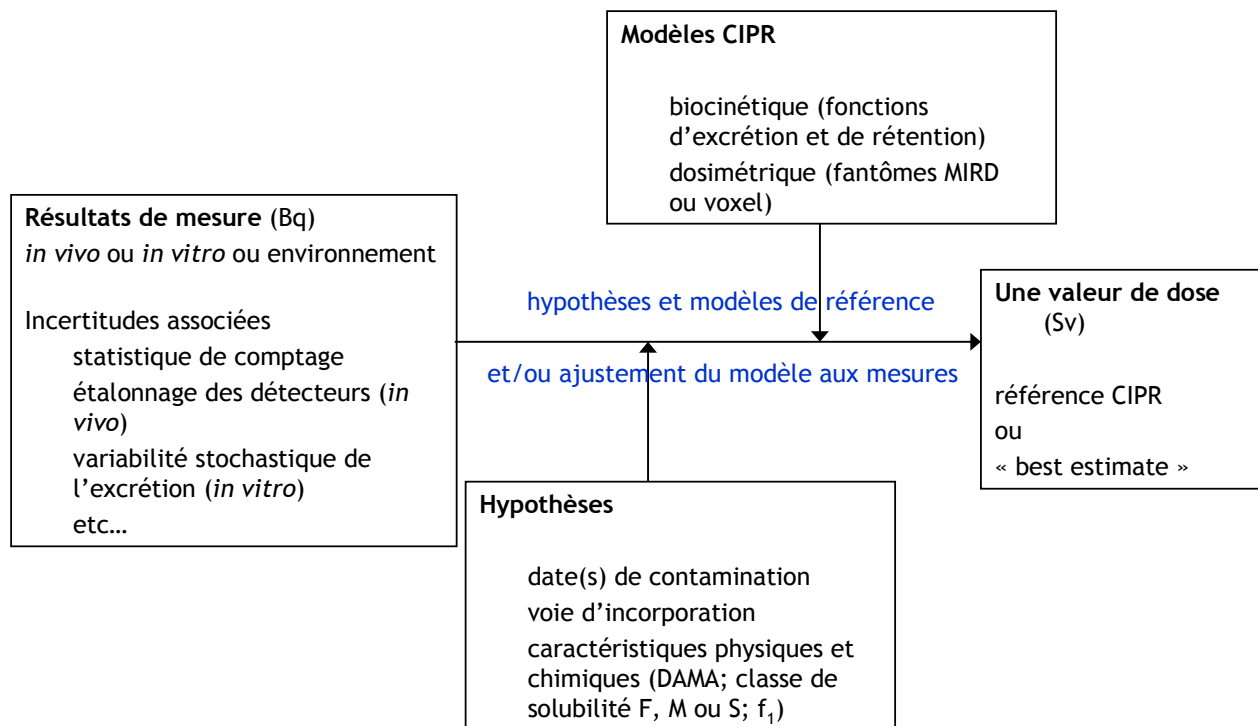 Modèles CIPR
biocinétique (fonctions
d’excrétion et de rétention)
dosimétrique (fantômes MIRD
ou voxel)
Résultats de mesure (Bq)
in vivo ou in vitro ou environnement
Incertitudes associées
statistique de comptage
étalonnage des détecteurs (in
vivo)
variabilité stochastique de
l’excrétion (in vitro)
etc…
hypothèses et modèles de référence
et/ou ajustement du modèle aux mesures
Une valeur de dose
(Sv)
référence CIPR
ou
« best estimate »
Hypothèses
date(s) de contamination
voie d’incorporation
caractéristiques physiques et
chimiques (DAMA; classe de
solubilité F, M ou S; f₁)